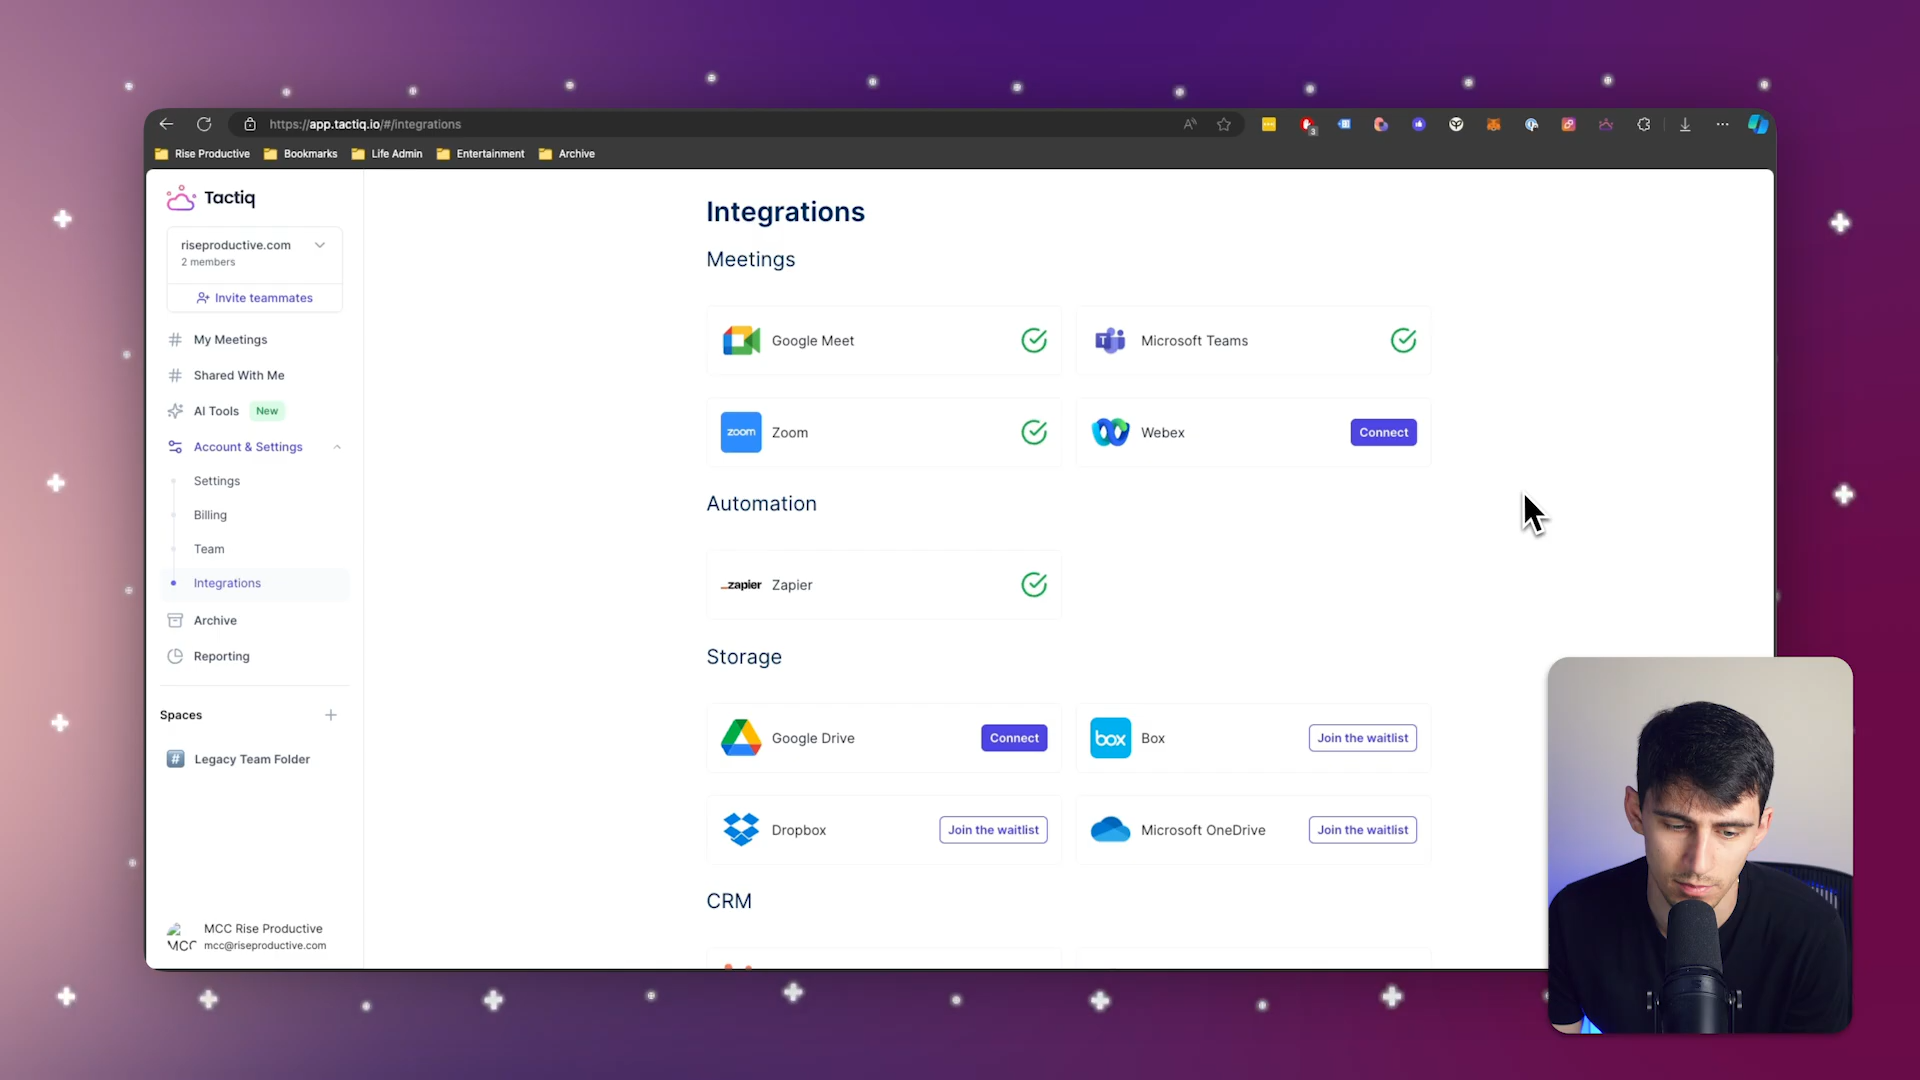 https://app.tactiq.io/#/integrations
3
Rise Productive
Bookmarks
Life Admin
Entertainment
Archive
Tactiq
riseproductive.com
2 members
Invite teammates
My Meetings
Shared With Me
AI Tools New
Account & Settings
Settings
Billing
Team
Integrations
Archive
Reporting
Spaces
Legacy Team Folder
MCC
MCC Rise Productive
mcc@riseproductive.com
Integrations
Meetings
Google Meet
Microsoft Teams
zoom Zoom
Webex Connect
Automation
zapier Zapier
Storage
Google Drive Connect
box Box Join the waitlist
Dropbox Join the waitlist
Microsoft OneDrive Join the waitlist
CRM